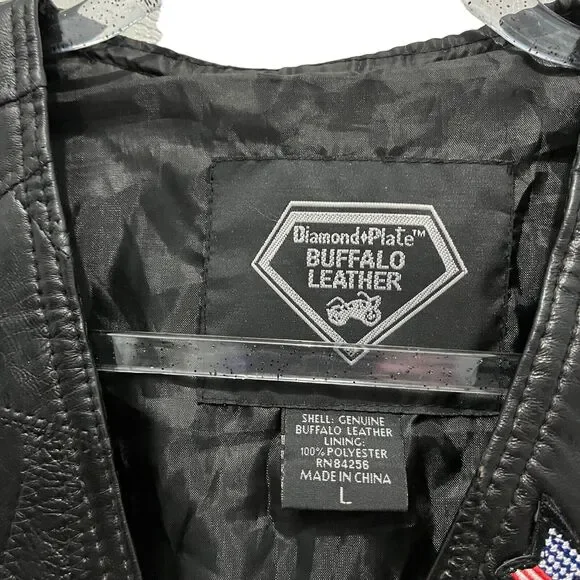 Diamond♦Plate™
BUFFALO
LEATHER
SHELL: GENUINE
BUFFALO LEATHER
LINING:
100% POLYESTER
RN84256
MADE IN CHINA
L